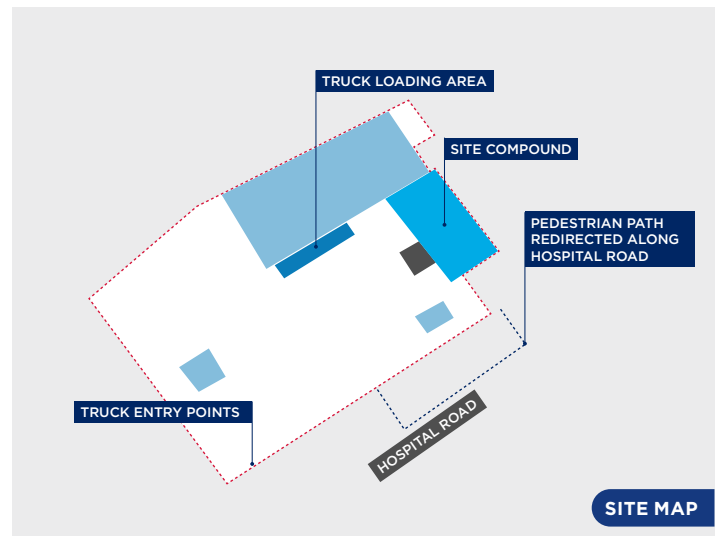 TRUCK LOADING AREA
SITE COMPOUND
PEDESTRIAN PATH
REDIRECTED ALONG
HOSPITAL ROAD
TRUCK ENTRY POINTS
HOSPITAL ROAD
SITE MAP